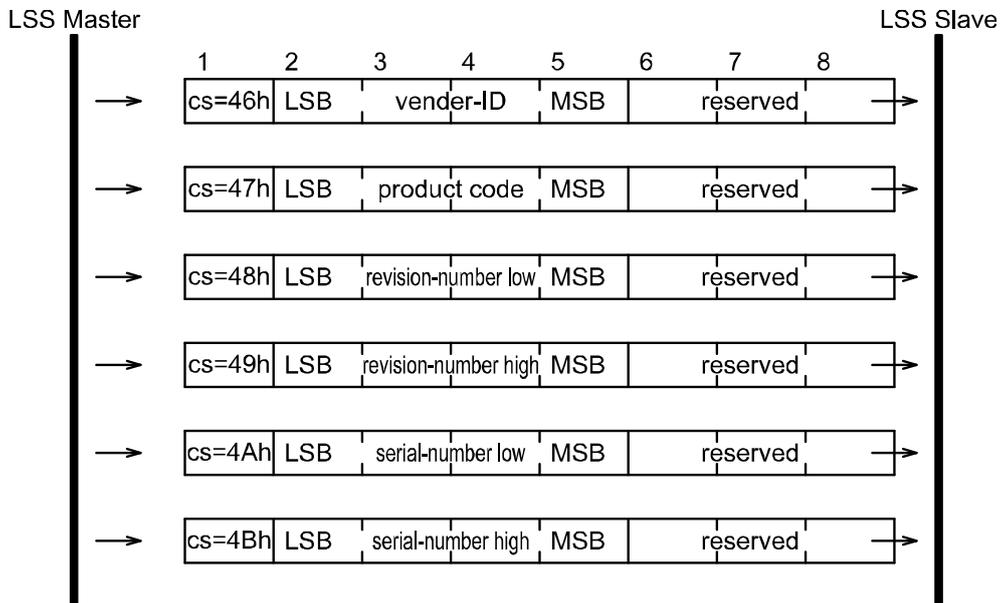 LSS Master LSS Slave
1 2 3 4 5 6 7 8
cs=46h LSB vender-ID MSB reserved
cs=47h LSB product code MSB reserved
cs=48h LSB revision-number low MSB reserved
cs=49h LSB revision-number high MSB reserved
cs=4Ah LSB serial-number low MSB reserved
cs=4Bh LSB serial-number high MSB reserved